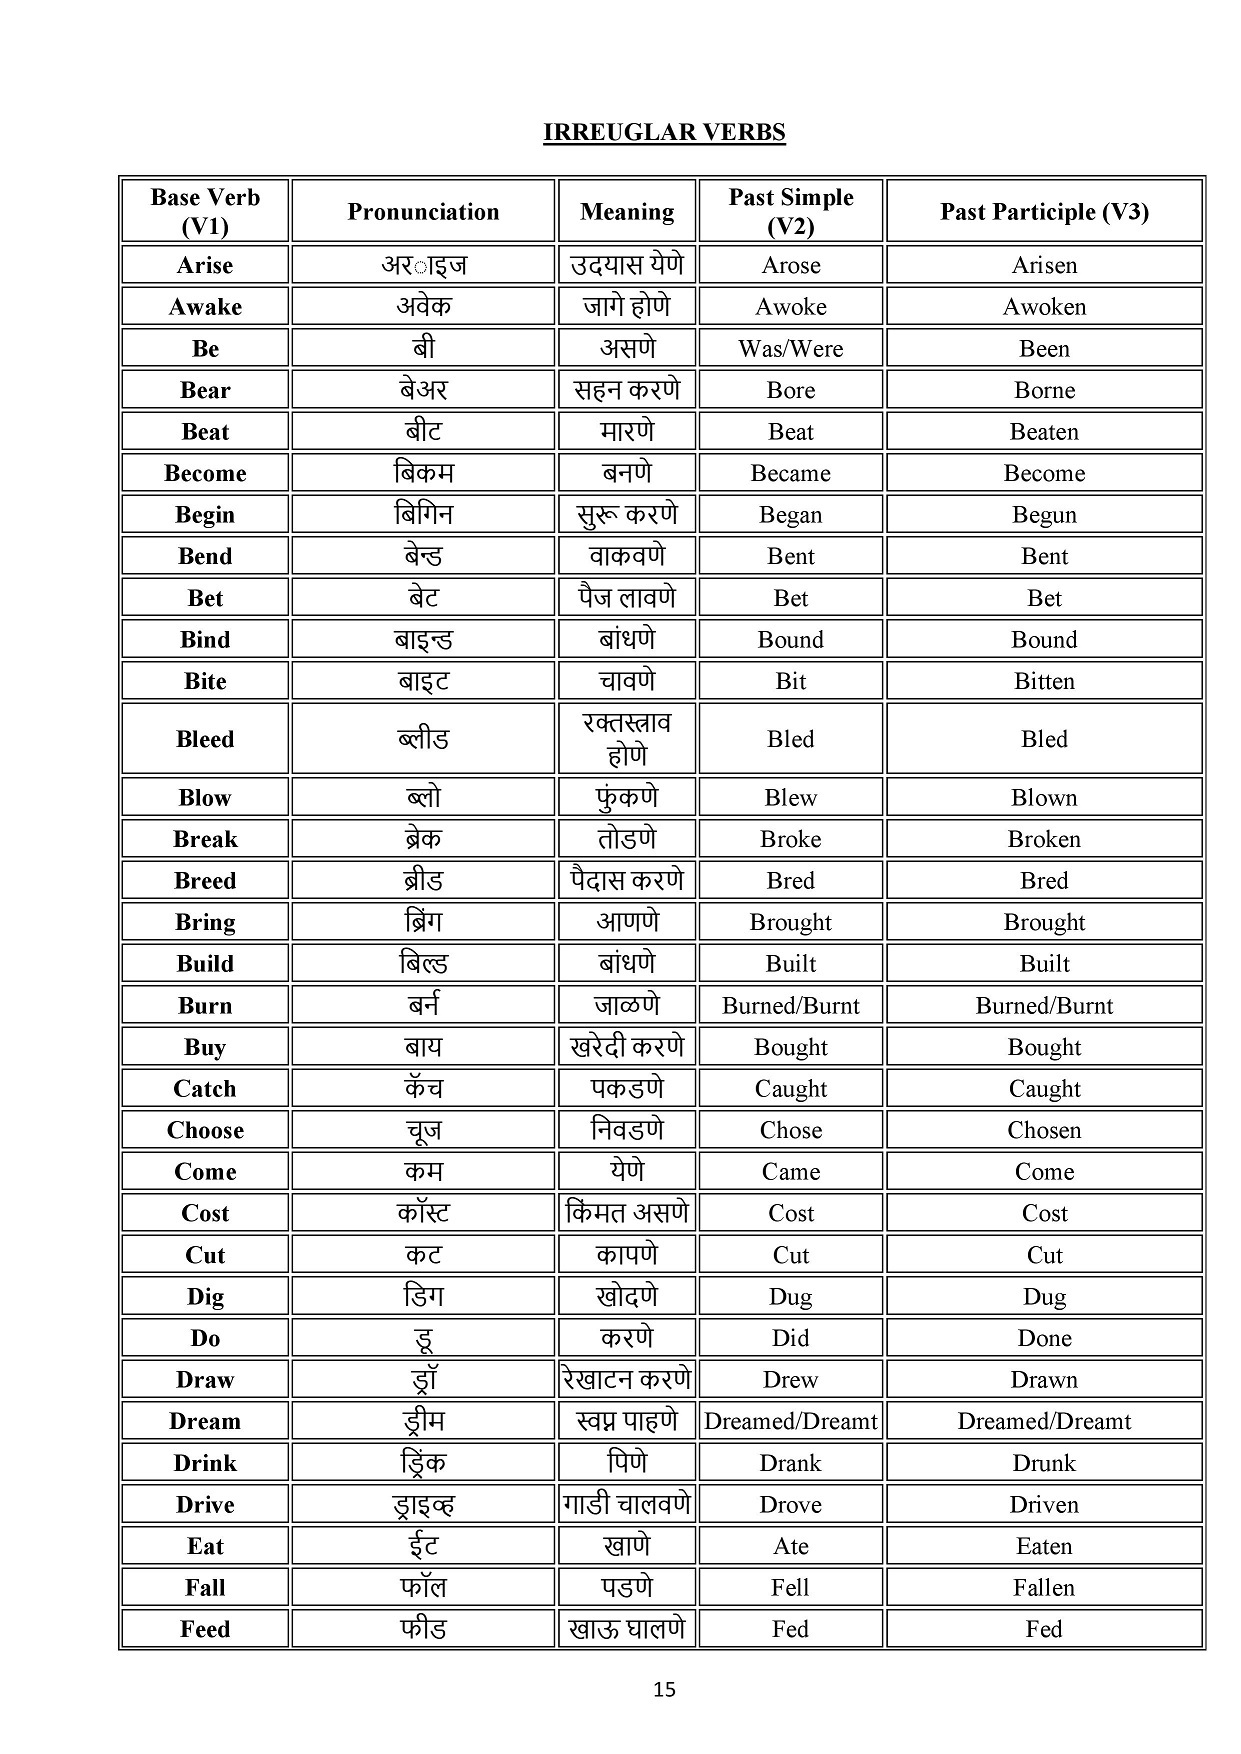 IRREUGLAR VERBS
Base Verb (V1) Pronunciation Meaning Past Simple (V2) Past Participle (V3)
Arise अरा​इज उदयास येणे Arose Arisen
Awake अवेक जागे होणे Awoke Awoken
Be बी असणे Was/Were Been
Bear बेअर सहन करणे Bore Borne
Beat बीट मारणे Beat Beaten
Become बिकम बनणे Became Become
Begin बिगिन सुरू करणे Began Begun
Bend बेन्ड वाकवणे Bent Bent
Bet बेट पैज लावणे Bet Bet
Bind बाइन्ड बांधणे Bound Bound
Bite बाइट चावणे Bit Bitten
Bleed ब्लीड रक्तस्त्राव होणे Bled Bled
Blow ब्लो फुंकणे Blew Blown
Break ब्रेक तोडणे Broke Broken
Breed ब्रीड पैदास करणे Bred Bred
Bring ब्रिंग आणणे Brought Brought
Build बिल्ड बांधणे Built Built
Burn बर्न जाळणे Burned/Burnt Burned/Burnt
Buy बाय खरेदी करणे Bought Bought
Catch कॅच पकडणे Caught Caught
Choose चूज निवडणे Chose Chosen
Come कम येणे Came Come
Cost कॉस्ट किंमत असणे Cost Cost
Cut कट कापणे Cut Cut
Dig डिग खोदणे Dug Dug
Do डू करणे Did Done
Draw ड्रॉ रेखाटन करणे Drew Drawn
Dream ड्रीम स्वप्न पाहणे Dreamed/Dreamt Dreamed/Dreamt
Drink ड्रिंक पिणे Drank Drunk
Drive ड्राइव्ह गाडी चालवणे Drove Driven
Eat ईट खाणे Ate Eaten
Fall फॉल पडणे Fell Fallen
Feed फीड खाऊ घालणे Fed Fed
15